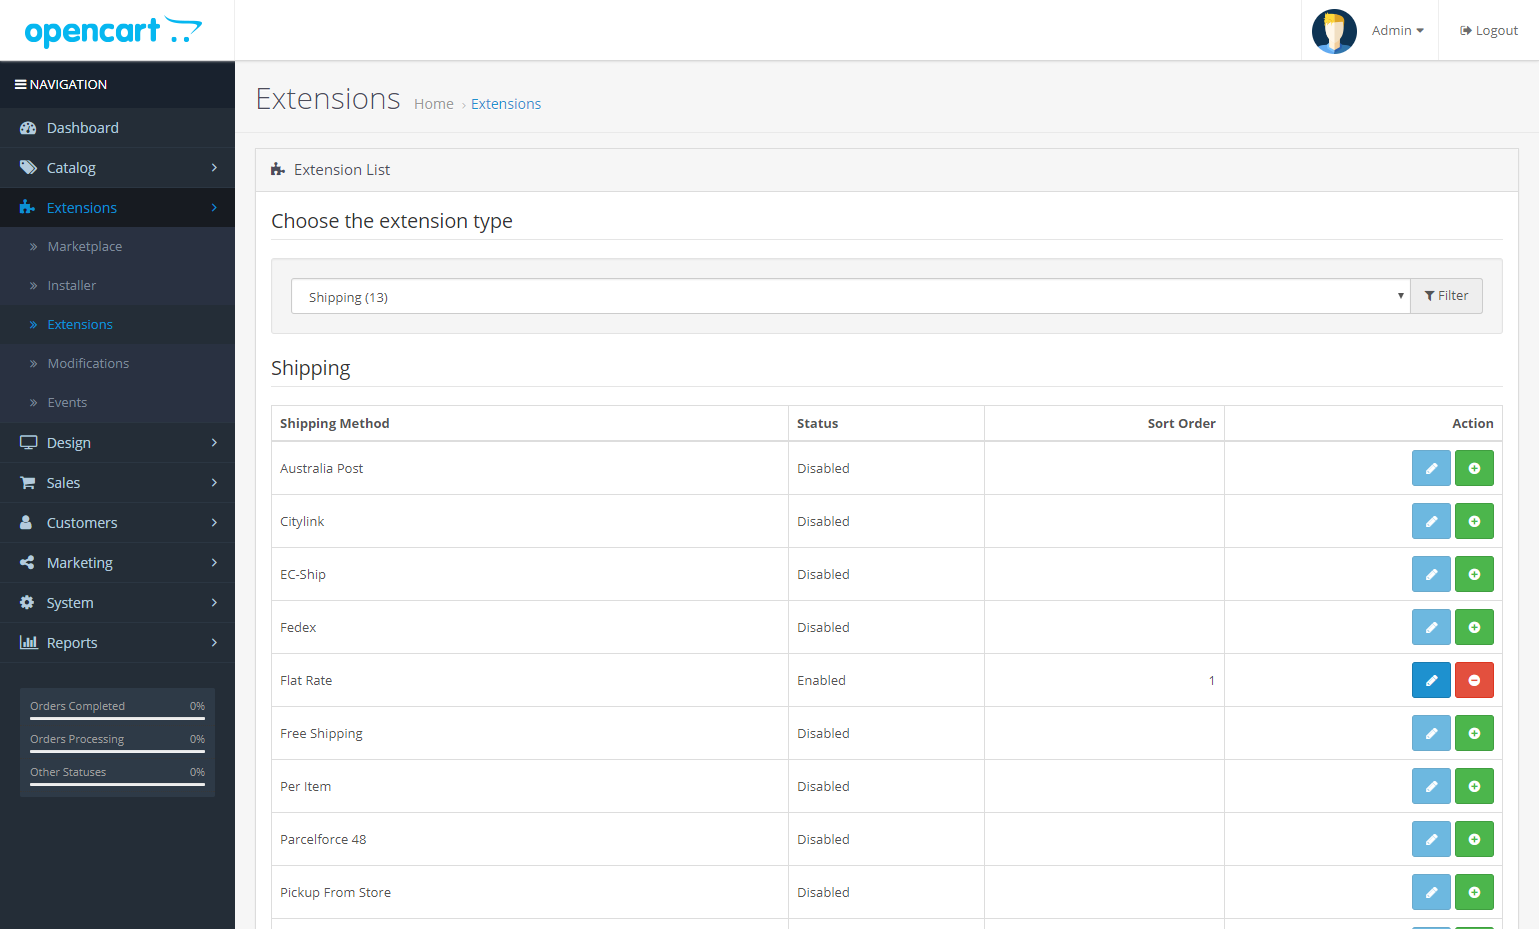 opencart
Admin
Logout
NAVIGATION
Dashboard
Catalog
Extensions
Marketplace
Installer
Extensions
Modifications
Events
Design
Sales
Customers
Marketing
System
Reports
Orders Completed 0%
Orders Processing 0%
Other Statuses 0%
Extensions Home › Extensions
Extension List
Choose the extension type
Shipping (13) Filter
Shipping
Shipping Method Status Sort Order Action
Australia Post Disabled
Citylink Disabled
EC-Ship Disabled
Fedex Disabled
Flat Rate Enabled 1
Free Shipping Disabled
Per Item Disabled
Parcelforce 48 Disabled
Pickup From Store Disabled